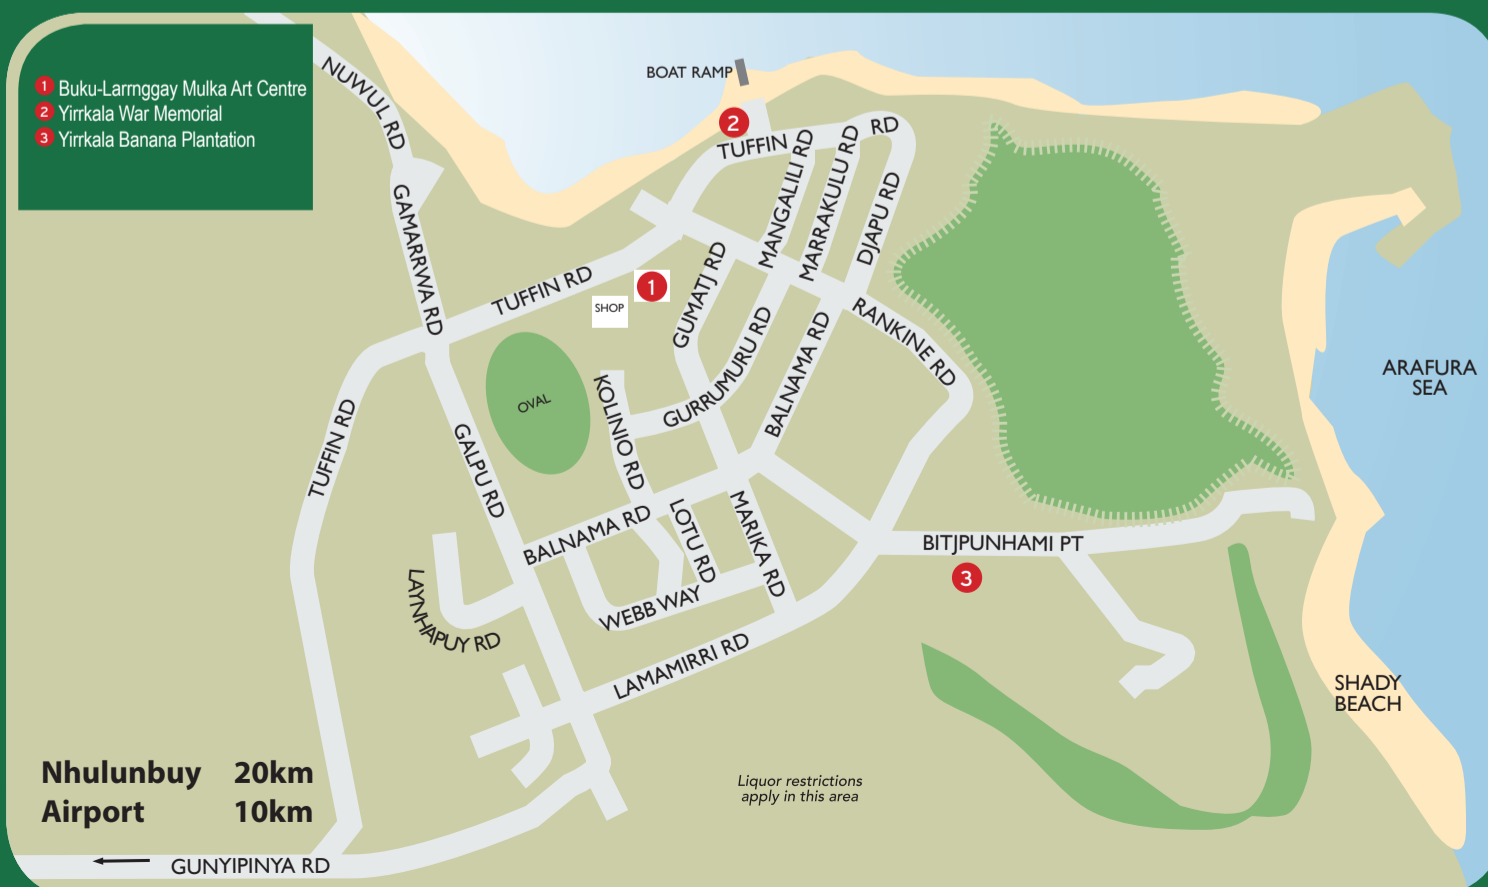 1 Buku-Larrnggay Mulka Art Centre
2 Yirrkala War Memorial
3 Yirrkala Banana Plantation
NUWUL RD
BOAT RAMP
2
TUFFIN RD
GAMARRWA RD
MANGALILI RD
MARRAKULU RD
DJAPU RD
TUFFIN RD
1
SHOP
GUMATJ RD
GURRUMURU RD
BALNAMA RD
RANKINE RD
ARAFURA
SEA
OVAL
KOLINIO RD
TUFFIN RD
GALPU RD
BALNAMA RD
LOTU RD
MARIKA RD
BITJPUNHAMI PT
3
LAYNHAPUY RD
WEBB WAY
LAMAMIRRI RD
SHADY
BEACH
Nhulunbuy 20km
Airport 10km
Liquor restrictions
apply in this area
GUNYIPINYA RD